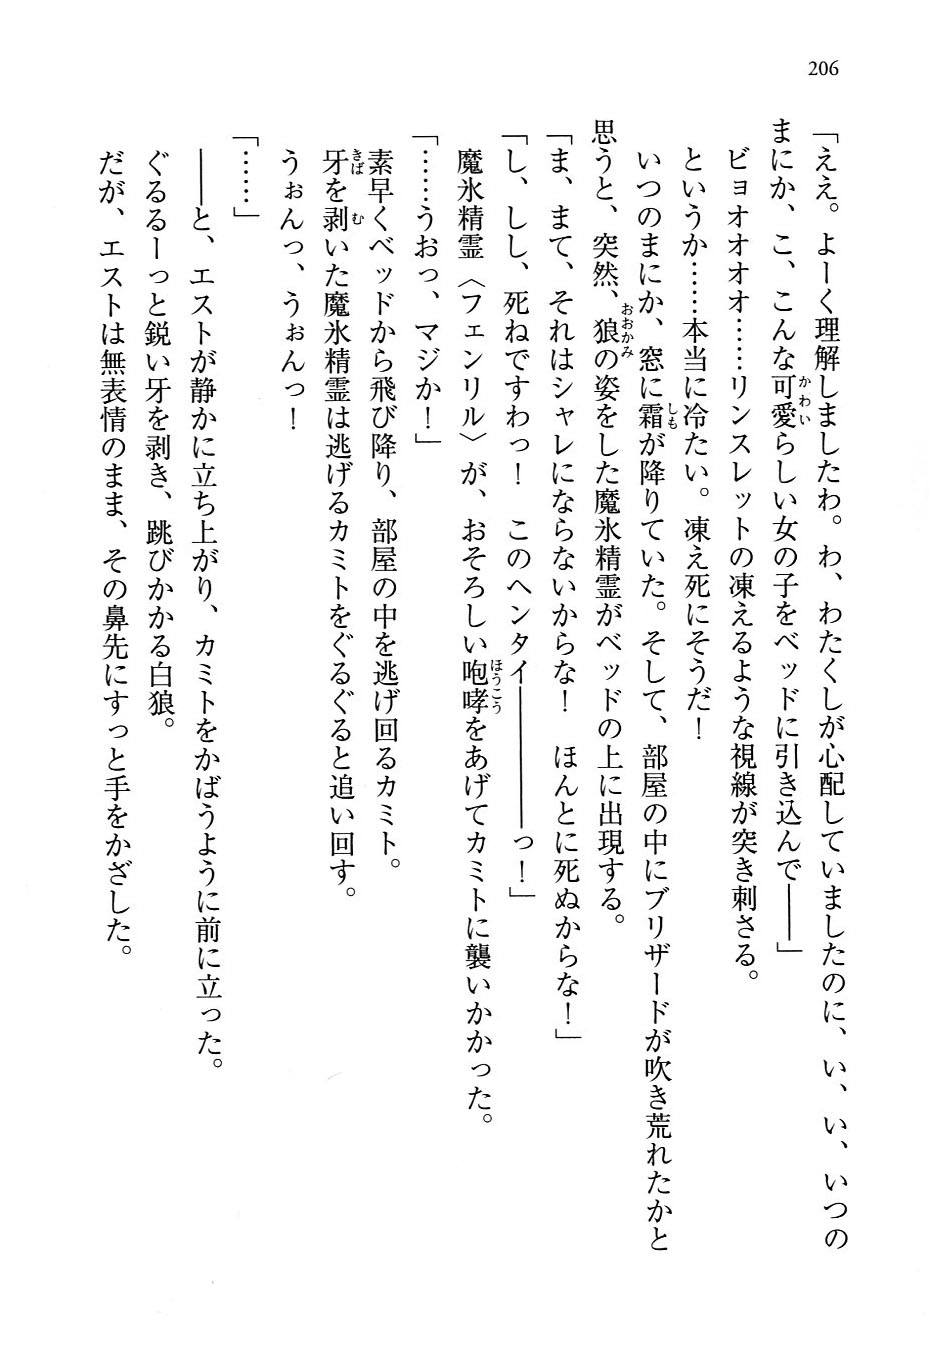 206
「ええ。よーく理解しましたわ。わ、わたくしが心配していましたのに、い、い、いつの
まにか、こ、こんな可愛らしい女の子をベッドに引き込んで――」
ビョオオオオ……リンスレットの凍えるような視線が突き刺さる。
というか……本当に冷たい。凍え死にそうだ！
いつのまにか、窓に霜が降りていた。そして、部屋の中にブリザードが吹き荒れたかと
思うと、突然、狼の姿をした魔氷精霊がベッドの上に出現する。
「ま、まて、それはシャレにならないからな！　ほんとに死ぬからな！」
「し、しし、死ねですわっ！　このヘンタイ――――――っ！」
魔氷精霊〈フェンリル〉が、おそろしい咆哮をあげてカミトに襲いかかった。
「……うおっ、マジか！」
素早くベッドから飛び降り、部屋の中を逃げ回るカミト。
牙を剥いた魔氷精霊は逃げるカミトをぐるぐると追い回す。
うぉんっ、うぉんっ！
「……」
――と、エストが静かに立ち上がり、カミトをかばうように前に立った。
ぐるるーっと鋭い牙を剥き、跳びかかる白狼。
だが、エストは無表情のまま、その鼻先にすっと手をかざした。